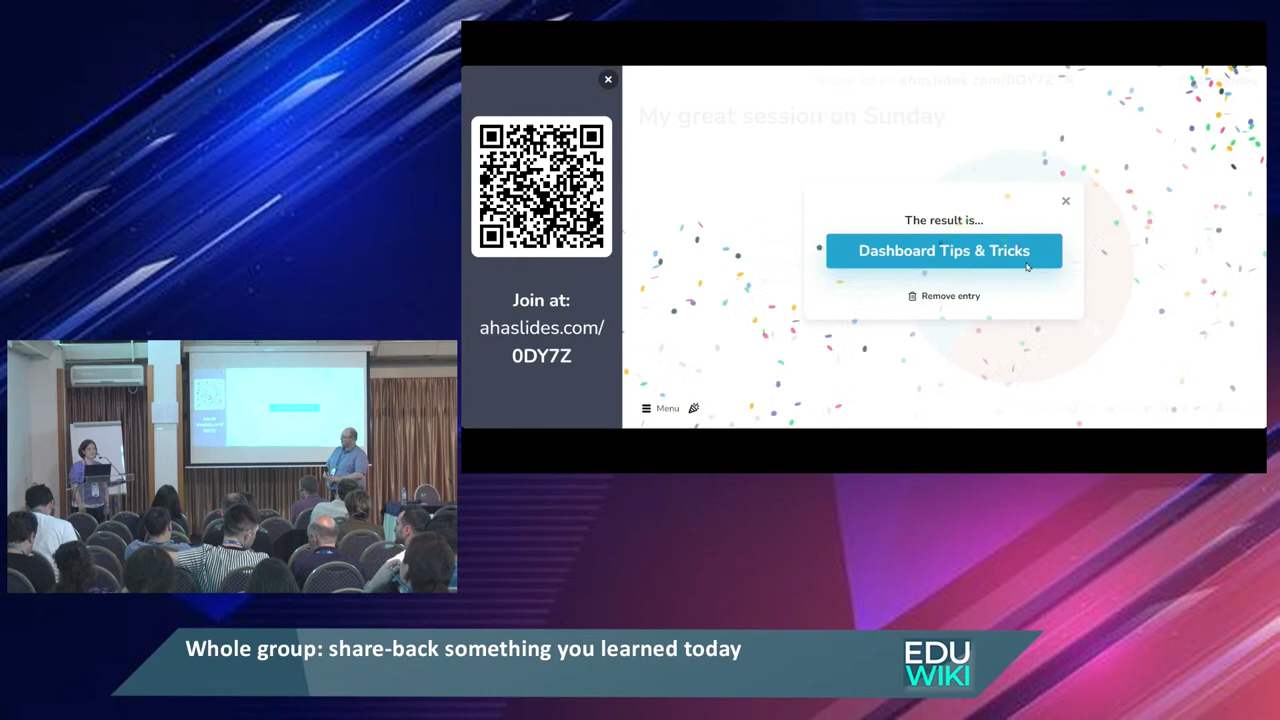 My great session on Sunday
Join at:
ahaslides.com/
0DY7Z
The result is...
Dashboard Tips & Tricks
Remove entry
Menu
Whole group: share-back something you learned today
EDU
WIKI